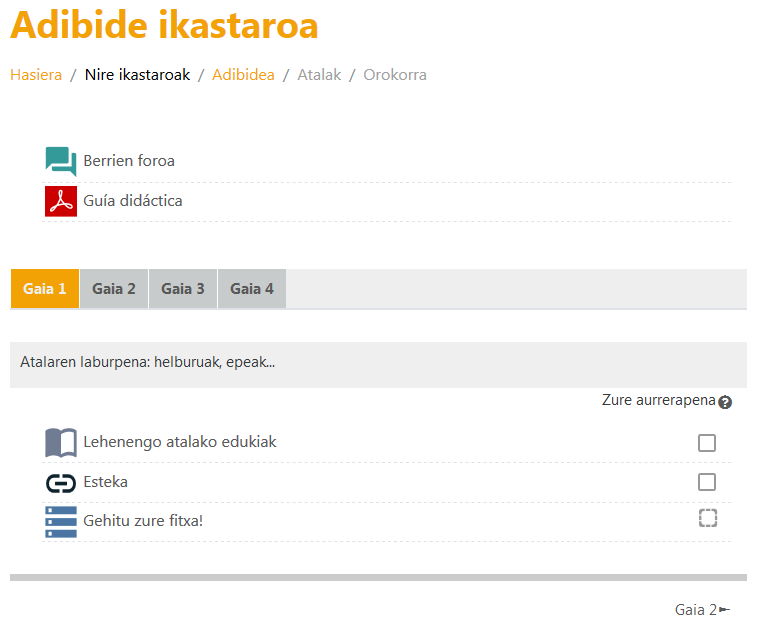 Adibide ikastaroa
Hasiera / Nire ikastaroak / Adibidea / Atalak / Orokorra
Berrien foroa
Guía didáctica
Gaia 1 Gaia 2 Gaia 3 Gaia 4
Atalaren laburpena: helburuak, epeak...
Zure aurrerapena ?
Lehenengo atalako edukiak
Esteka
Gehitu zure fitxa!
Gaia 2►